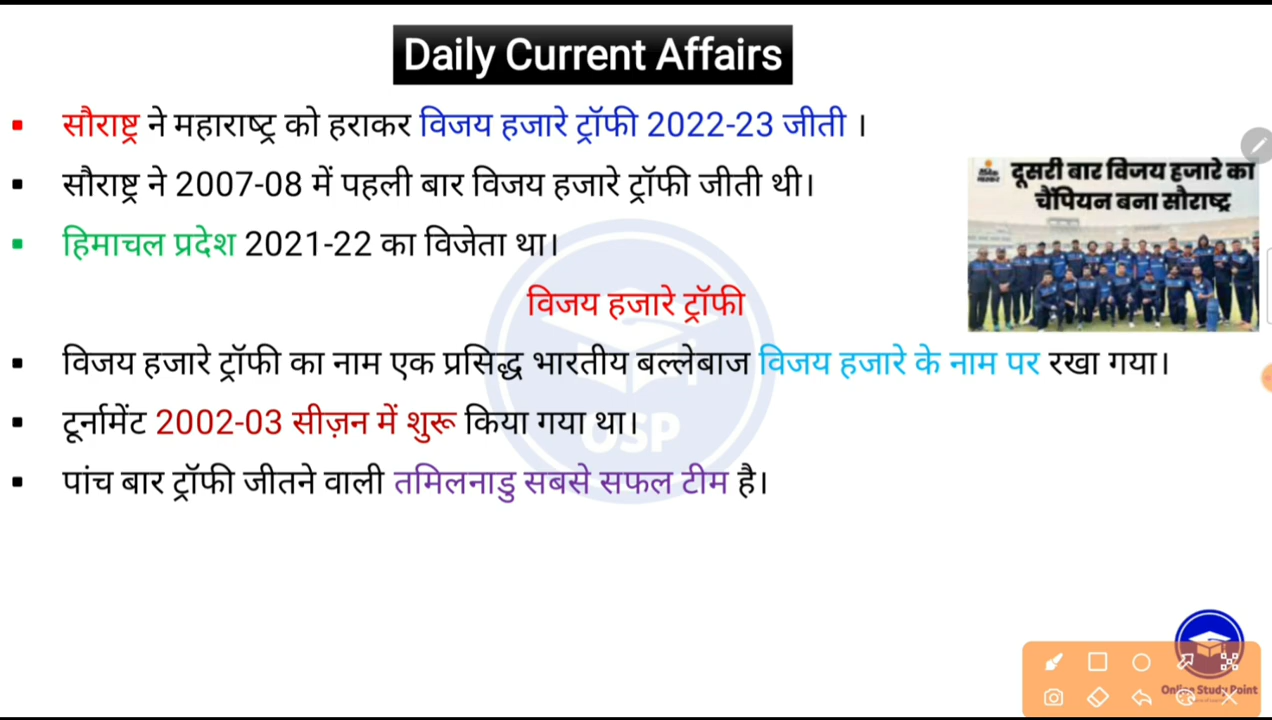 Daily Current Affairs
सौराष्ट्र ने महाराष्ट्र को हराकर विजय हजारे ट्रॉफी 2022-23 जीती ।
सौराष्ट्र ने 2007-08 में पहली बार विजय हजारे ट्रॉफी जीती थी।
दूसरी बार विजय हजारे का
चैंपियन बना सौराष्ट्र
हिमाचल प्रदेश 2021-22 का विजेता था।
विजय हजारे ट्रॉफी
विजय हजारे ट्रॉफी का नाम एक प्रसिद्ध भारतीय बल्लेबाज विजय हजारे के नाम पर रखा गया।
टूर्नामेंट 2002-03 सीज़न में शुरू किया गया था।
OSP
पांच बार ट्रॉफी जीतने वाली तमिलनाडु सबसे सफल टीम है।
Online Study Point